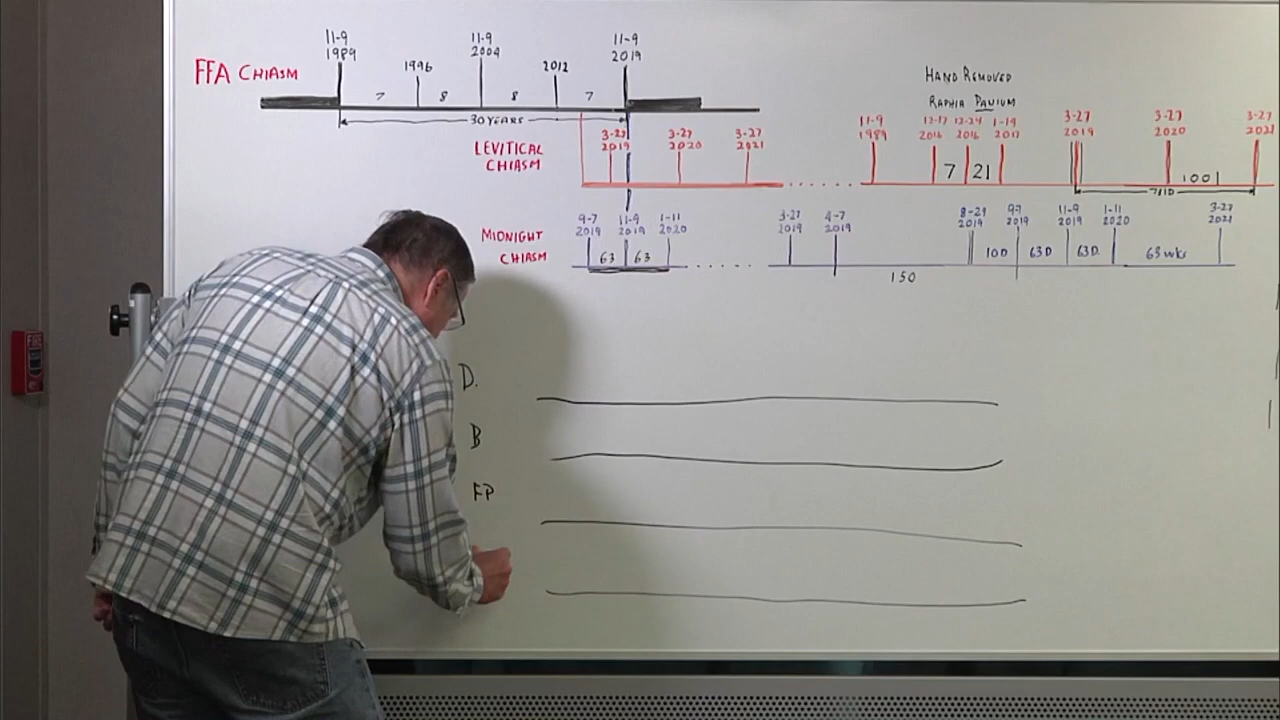 11-9 1989
11-9 2004
11-9 2019
FFA CHIASM
1996
2012
7 8 8 7
30 YEARS
HAND REMOVED
RAPHIA PANIUM
LEVITICAL CHIASM
3-27 2019
3-27 2020
3-27 2021
11-9 1989
12-17 2016
12-24 2016
1-19 2017
3-27 2019
3-27 2020
3-27 2021
7 21
1001
MIDNIGHT CHIASM
9-7 2019
11-9 2019
1-11 2020
63 63
3-27 2019
4-7 2019
8-29 2019
9-7 2019
11-9 2019
1-11 2020
3-27 2021
150
10D 63D 63D 63 wks
D.
B
FP
FIRE